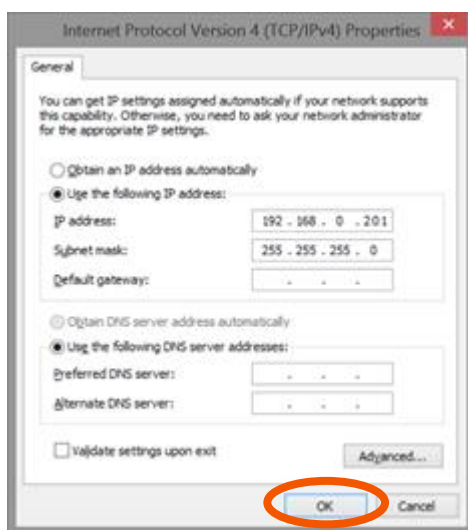 Internet Protocol Version 4 (TCP/IPv4) Properties
General
You can get IP settings assigned automatically if your network supports
this capability. Otherwise, you need to ask your network administrator
for the appropriate IP settings.
Obtain an IP address automatically
Use the following IP address:
IP address: 192 . 168 . 0 . 201
Subnet mask: 255 . 255 . 255 . 0
Default gateway: . . .
Obtain DNS server address automatically
Use the following DNS server addresses:
Preferred DNS server: . . .
Alternate DNS server: . . .
Validate settings upon exit
Advanced...
OK Cancel